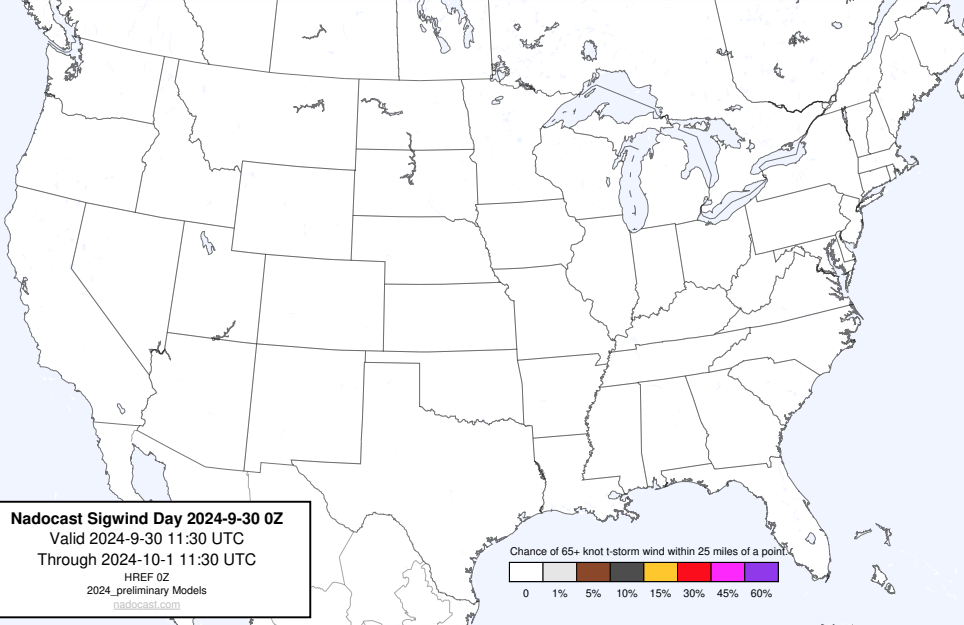 Nadocast Sigwind Day 2024-9-30 0Z
Valid 2024-9-30 11:30 UTC
Through 2024-10-1 11:30 UTC
HREF 0Z
2024_preliminary Models
nadocast.com
Chance of 65+ knot t-storm wind within 25 miles of a point.
0 1% 5% 10% 15% 30% 45% 60%